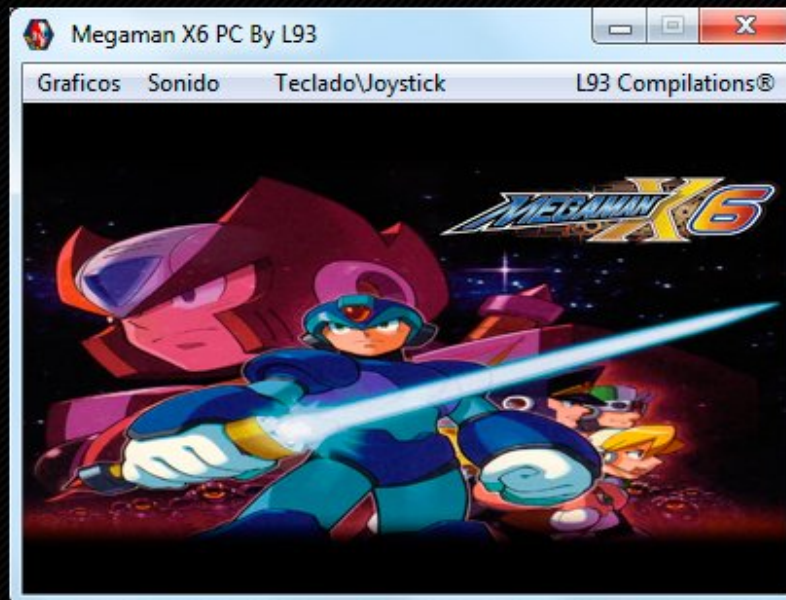 Megaman X6 PC By L93
Graficos Sonido Teclado\Joystick L93 Compilations®
MEGAMAN X6